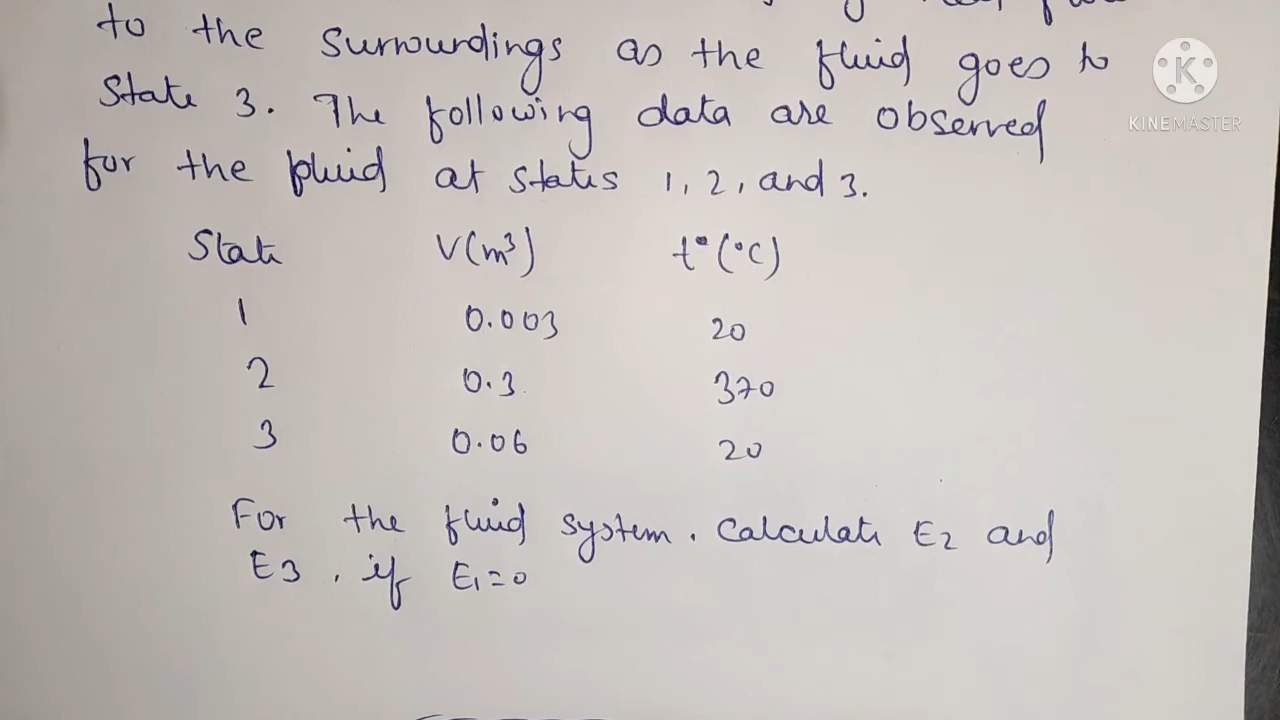 to the surroundings as the fluid goes to
State 3. The following data are observed
for the fluid at states 1, 2, and 3.
State V(m³) t°(°C)
1 0.003 20
2 0.3 370
3 0.06 20
For the fluid system. Calculate E2 and
E3, if E1=0
KINEMASTER